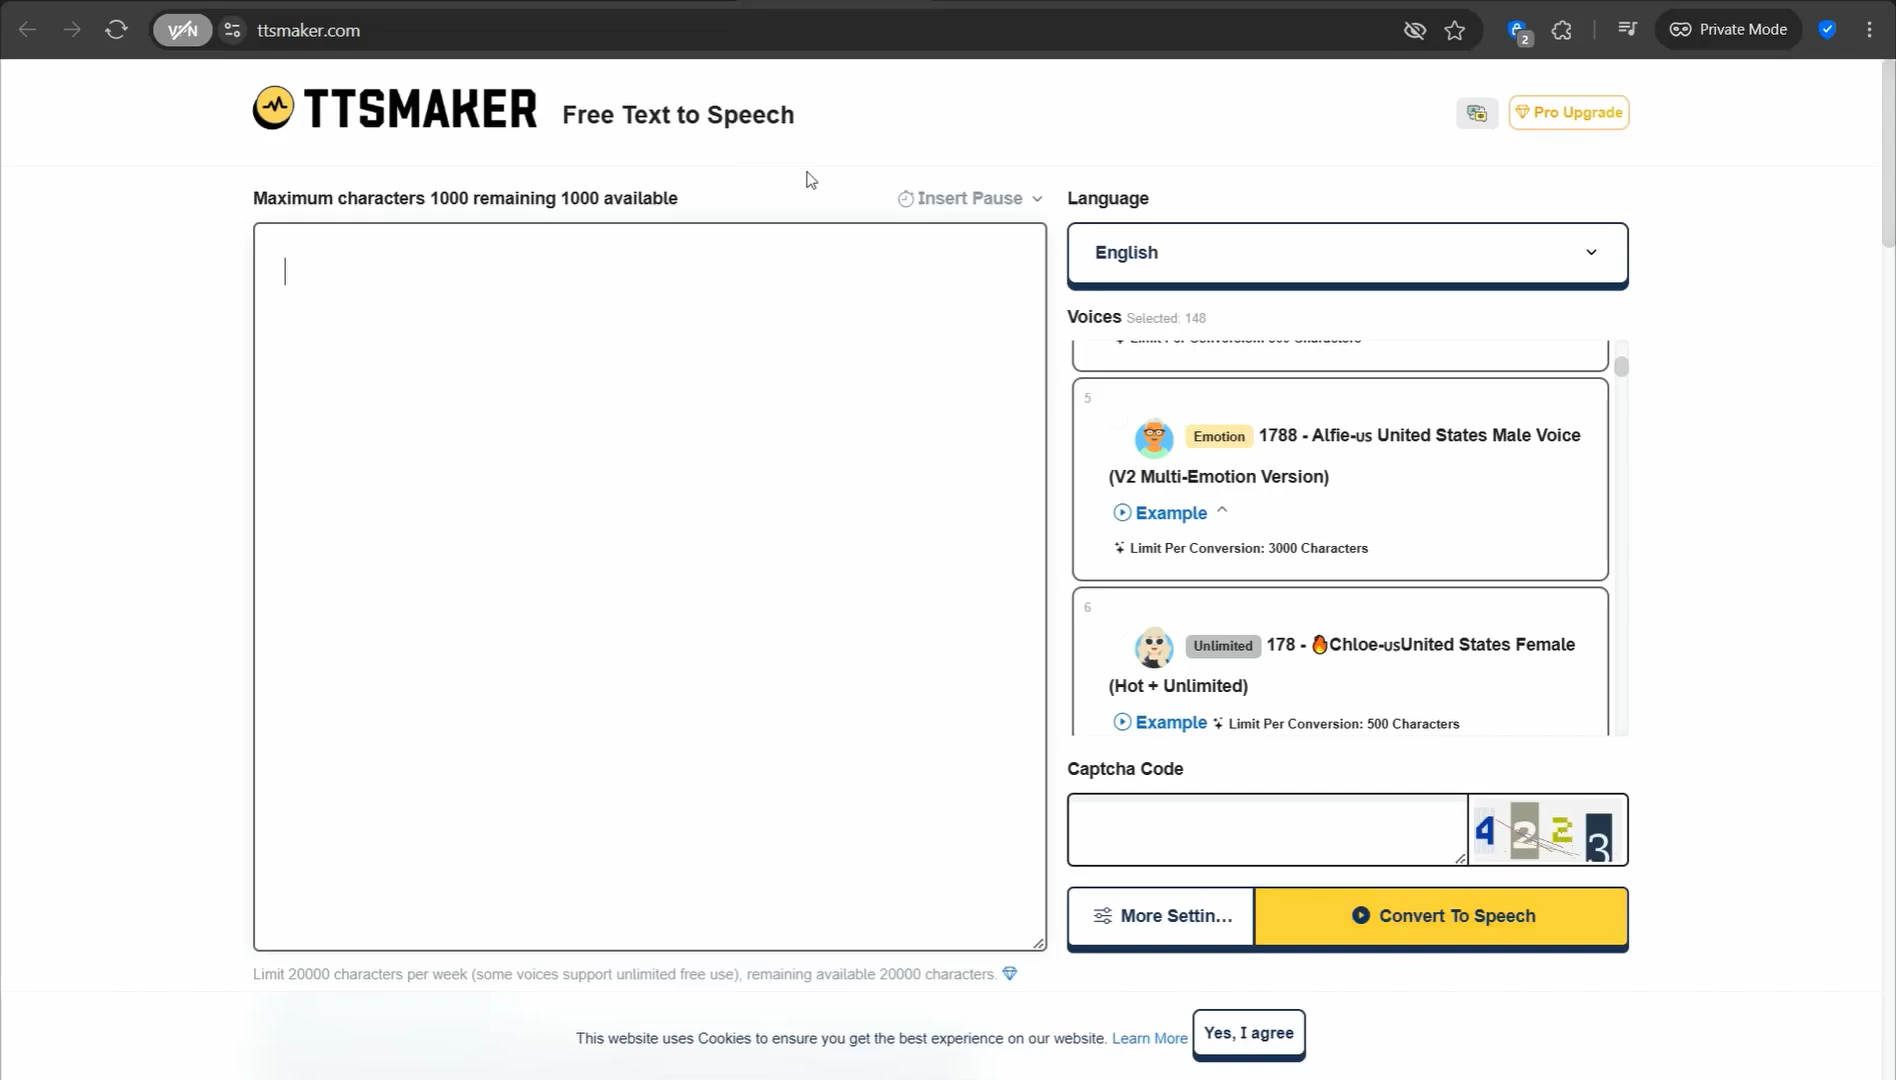 VPN
ttsmaker.com
2
Private Mode
TTSMAKER
Free Text to Speech
Pro Upgrade
Maximum characters 1000 remaining 1000 available
Insert Pause
Language
English
Voices Selected: 148
5
Emotion 1788 - Alfie-US United States Male Voice
(V2 Multi-Emotion Version)
Example
Limit Per Conversion: 3000 Characters
6
Unlimited 178 - 🔥Chloe-USUnited States Female
(Hot + Unlimited)
Example Limit Per Conversion: 500 Characters
Captcha Code
4223
More Settin...
Convert To Speech
Limit 20000 characters per week (some voices support unlimited free use), remaining available 20000 characters.
This website uses Cookies to ensure you get the best experience on our website. Learn More
Yes, I agree